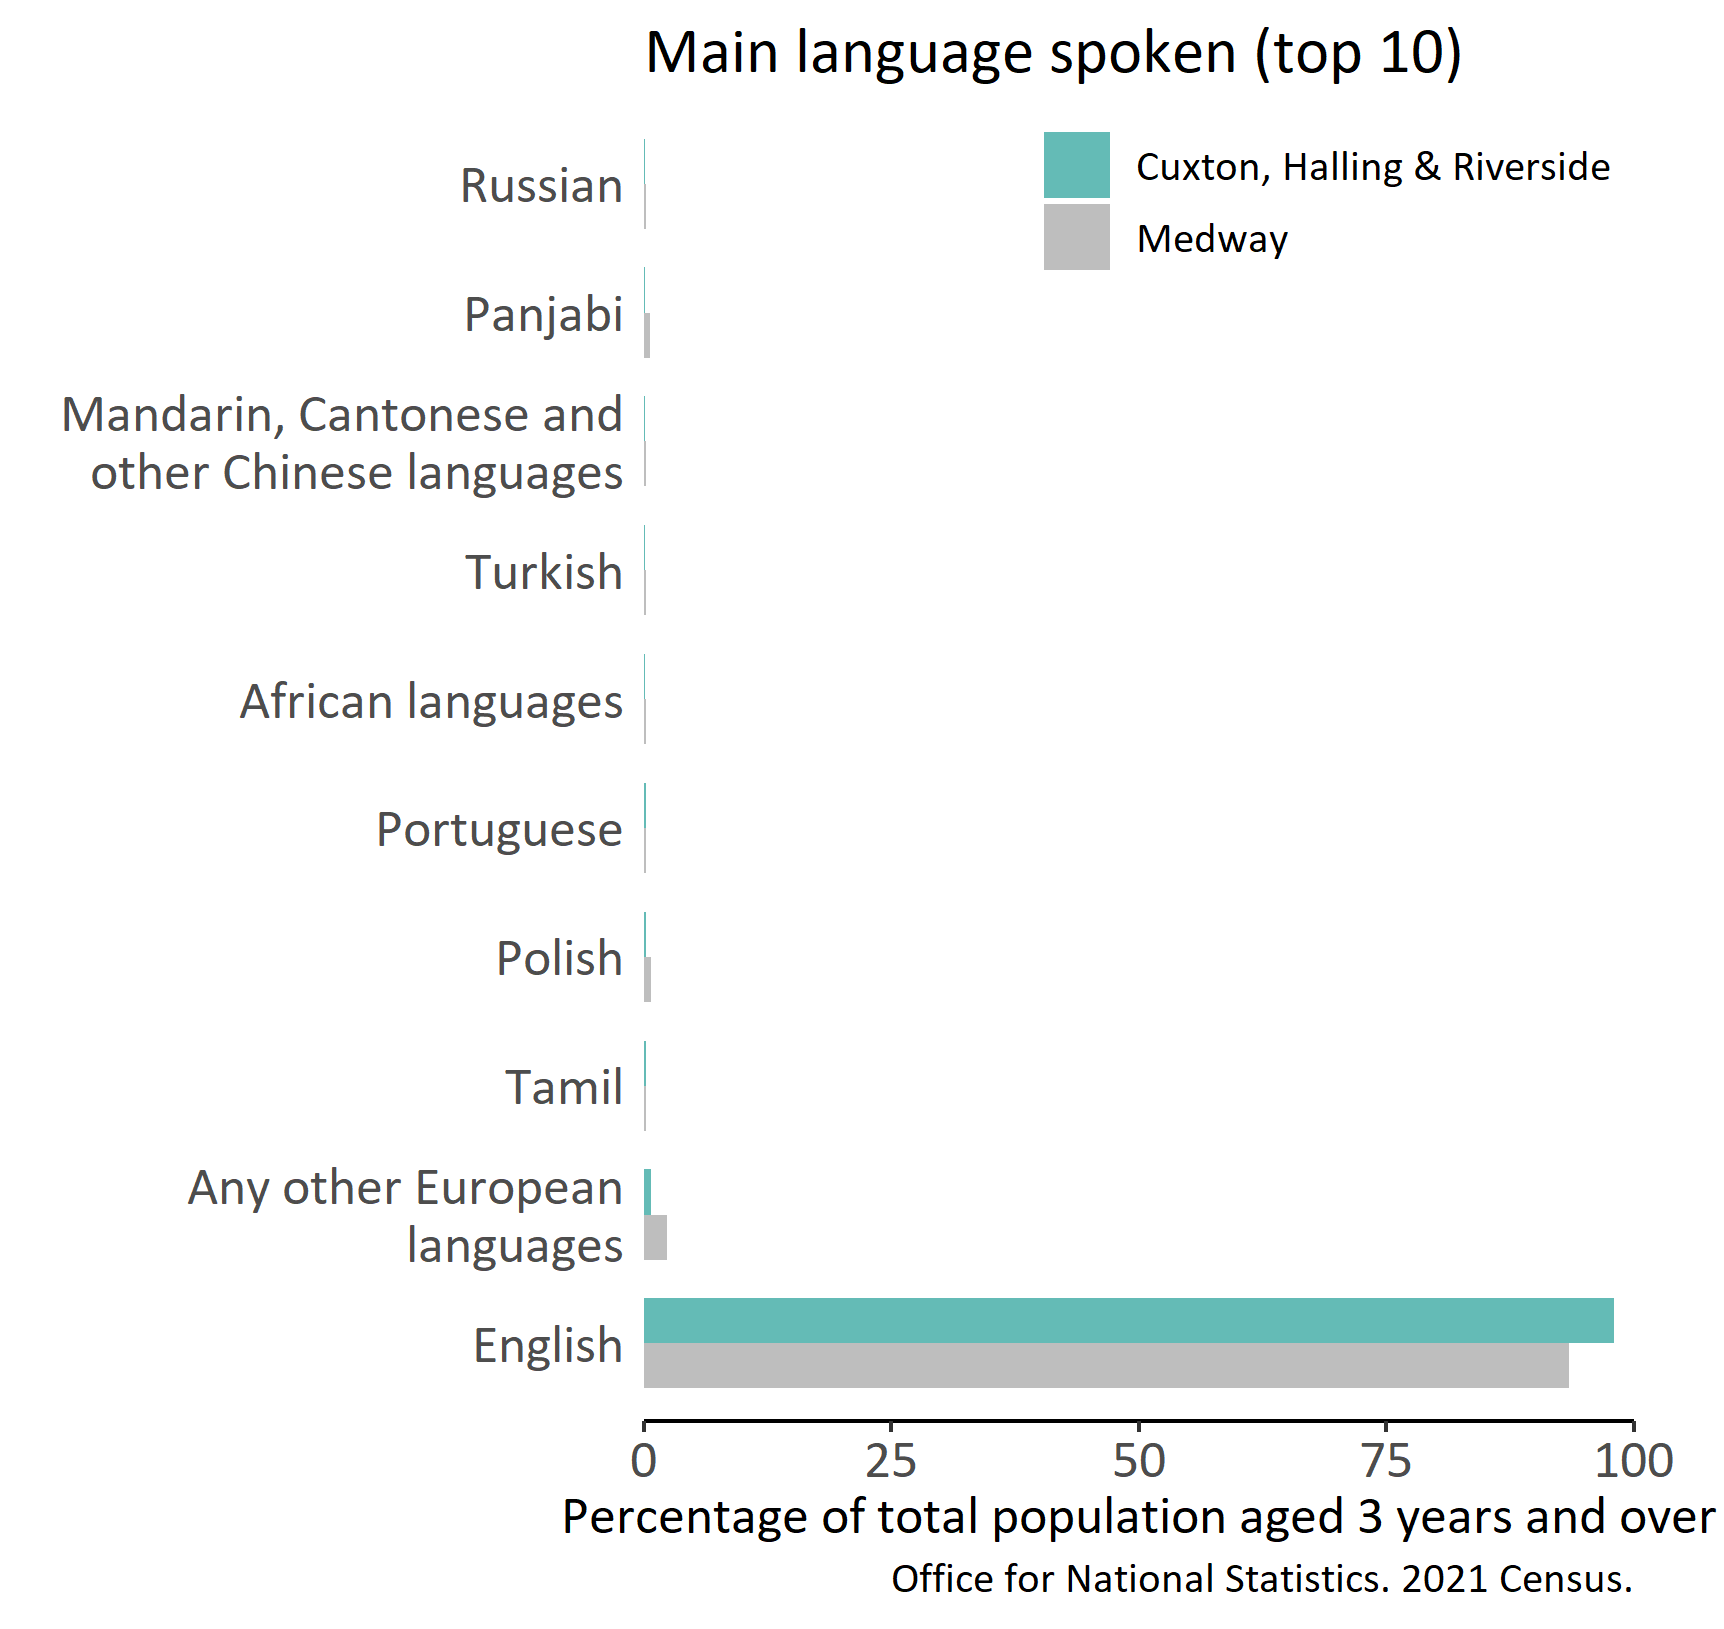 Main language spoken (top 10)
Cuxton, Halling & Riverside
Medway
Russian
Panjabi
Mandarin, Cantonese and
other Chinese languages
Turkish
African languages
Portuguese
Polish
Tamil
Any other European
languages
English
0 25 50 75 100
Percentage of total population aged 3 years and over
Office for National Statistics. 2021 Census.